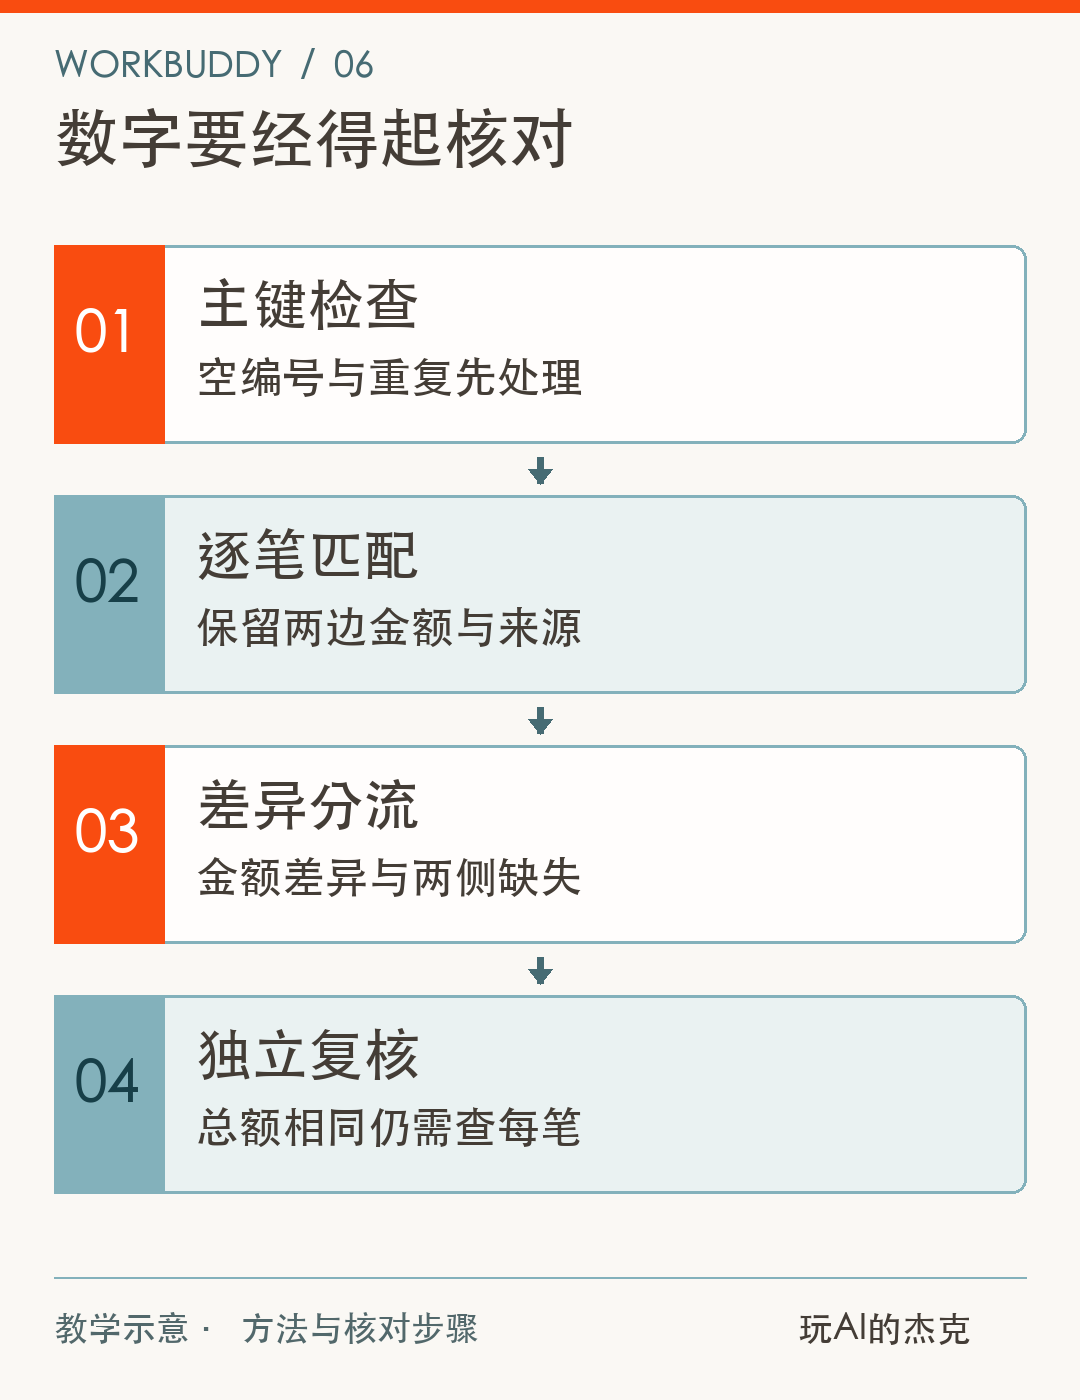 WORKBUDDY / 06
数字要经得起核对
01
主键检查
空编号与重复先处理
02
逐笔匹配
保留两边金额与来源
03
差异分流
金额差异与两侧缺失
04
独立复核
总额相同仍需查每笔
教学示意 · 方法与核对步骤
玩AI的杰克